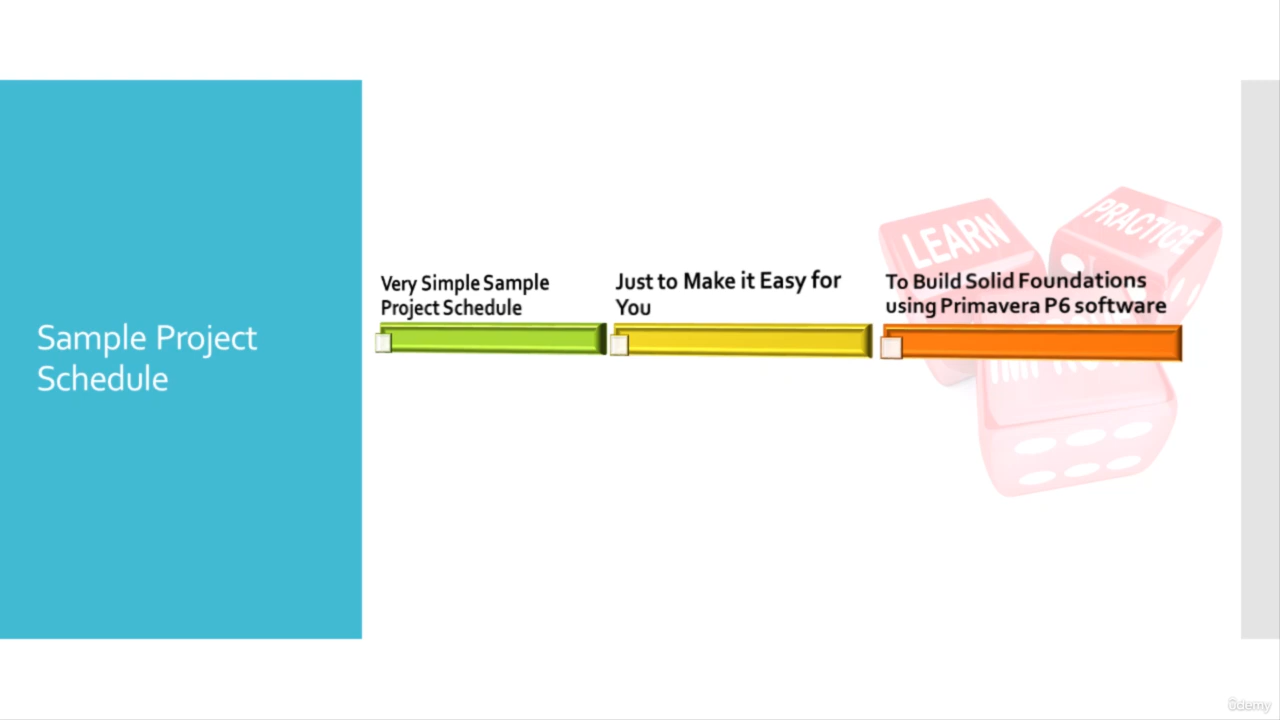 Sample Project
Schedule
Very Simple Sample
Project Schedule
Just to Make it Easy for
You
To Build Solid Foundations
using Primavera P6 software
LEARN
PRACTICE
ûdemy